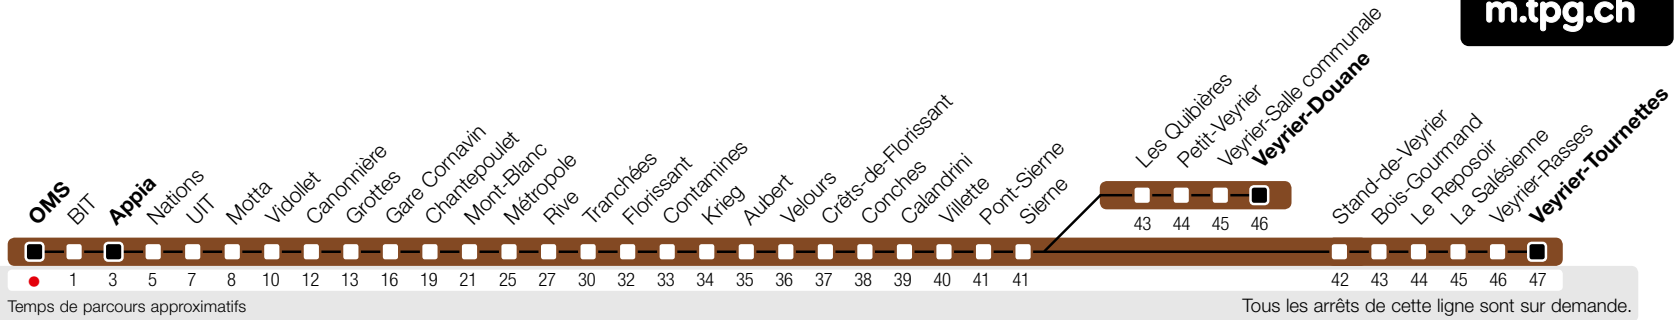 m.tpg.ch
OMS
BIT
Appia
Nations
UIT
Motta
Vidollet
Canonnière
Grottes
Gare Cornavin
Chantepoulet
Mont-Blanc
Métropole
Rive
Tranchées
Florissant
Contamines
Krieg
Aubert
Velours
Crêts-de-Florissant
Conches
Calandrini
Villette
Pont-Sierne
Sierne
Les Quibières
Petit-Veyrier
Veyrier-Salle communale
Veyrier-Douane
43 44 45 46
Stand-de-Veyrier
Bois-Gourmand
Le Reposoir
La Salésienne
Veyrier-Rasses
Veyrier-Tournettes
1 3 5 7 8 10 12 13 16 19 21 25 27 30 32 33 34 35 36 37 38 39 40 41 41 42 43 44 45 46 47
Temps de parcours approximatifs
Tous les arrêts de cette ligne sont sur demande.